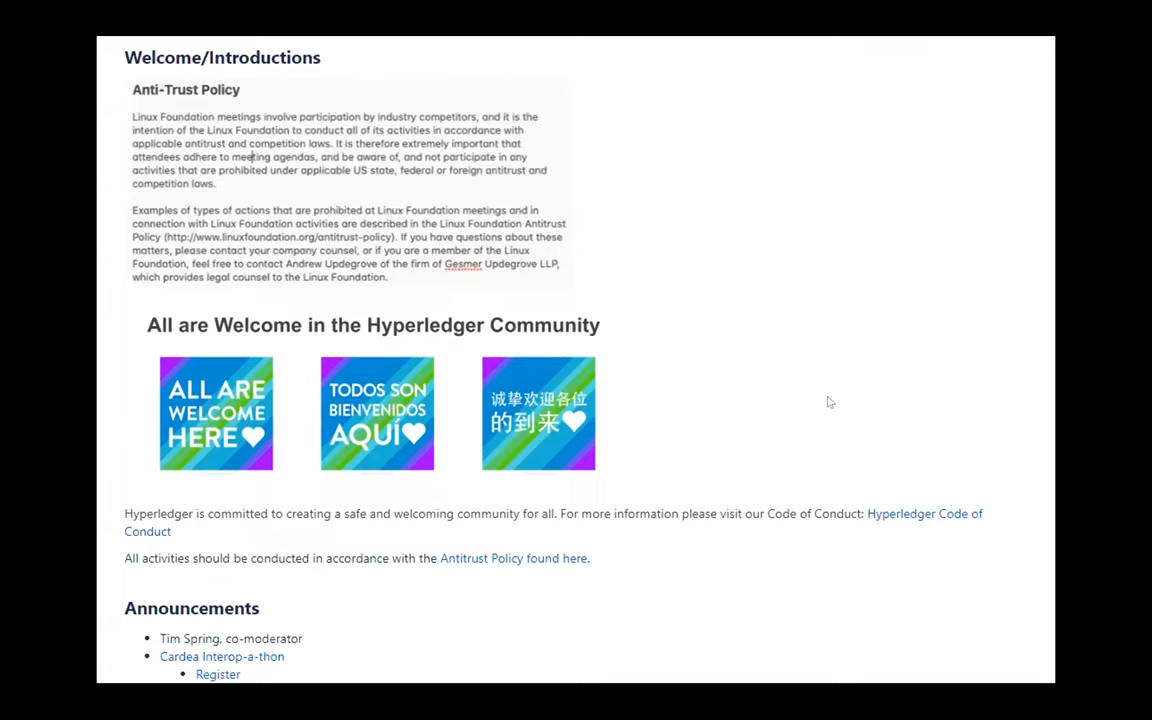 Welcome/Introductions
Anti-Trust Policy
Linux Foundation meetings involve participation by industry competitors, and it is the
intention of the Linux Foundation to conduct all of its activities in accordance with
applicable antitrust and competition laws. It is therefore extremely important that
attendees adhere to meeting agendas, and be aware of, and not participate in any
activities that are prohibited under applicable US state, federal or foreign antitrust and
competition laws.
Examples of types of actions that are prohibited at Linux Foundation meetings and in
connection with Linux Foundation activities are described in the Linux Foundation Antitrust
Policy (http://www.linuxfoundation.org/antitrust-policy). If you have questions about these
matters, please contact your company counsel, or if you are a member of the Linux
Foundation, feel free to contact Andrew Updegrove of the firm of Gesmer Updegrove LLP,
which provides legal counsel to the Linux Foundation.
All are Welcome in the Hyperledger Community
ALL ARE
WELCOME
HERE
TODOS SON
BIENVENIDOS
AQUÍ
诚挚欢迎各位
的到来
Hyperledger is committed to creating a safe and welcoming community for all. For more information please visit our Code of Conduct: Hyperledger Code of
Conduct
All activities should be conducted in accordance with the Antitrust Policy found here.
Announcements
• Tim Spring, co-moderator
• Cardea Interop-a-thon
• Register